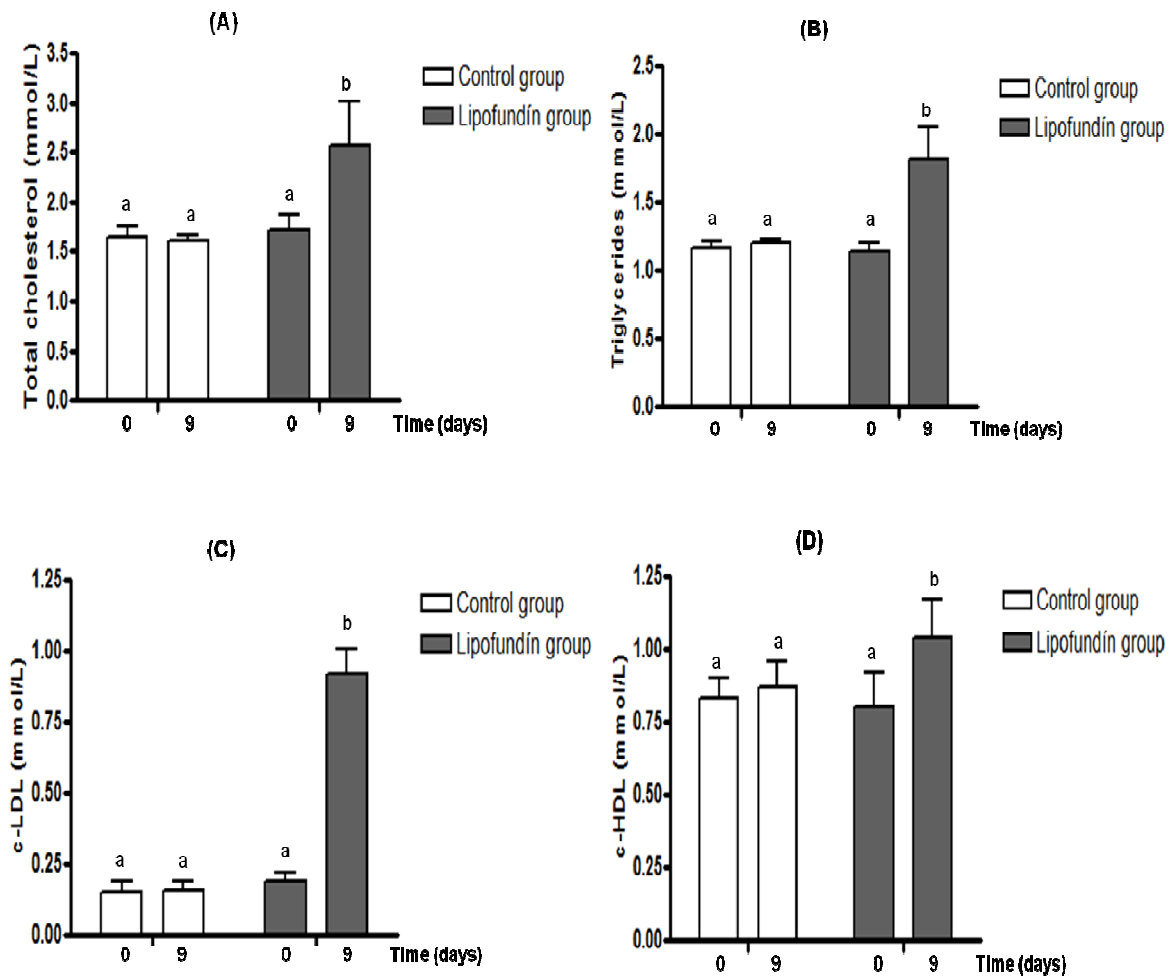 (A)
Total cholesterol (mmol/L)
3.5
3.0
2.5
2.0
1.5
1.0
0.5
0.0
a
a
a
b
0
9
0
9
Time (days)
Control group
Lipofundín group
(B)
Triglycerides (mmol/L)
2.5
2.0
1.5
1.0
0.5
0.0
a
a
a
b
0
9
0
9
Time (days)
Control group
Lipofundín group
(C)
c-LDL (mmol/L)
1.25
1.00
0.75
0.50
0.25
0.00
a
a
a
b
0
9
0
9
Time (days)
Control group
Lipofundín group
(D)
c-HDL (mmol/L)
1.25
1.00
0.75
0.50
0.25
0.00
a
a
a
b
0
9
0
9
Time (days)
Control group
Lipofundín group